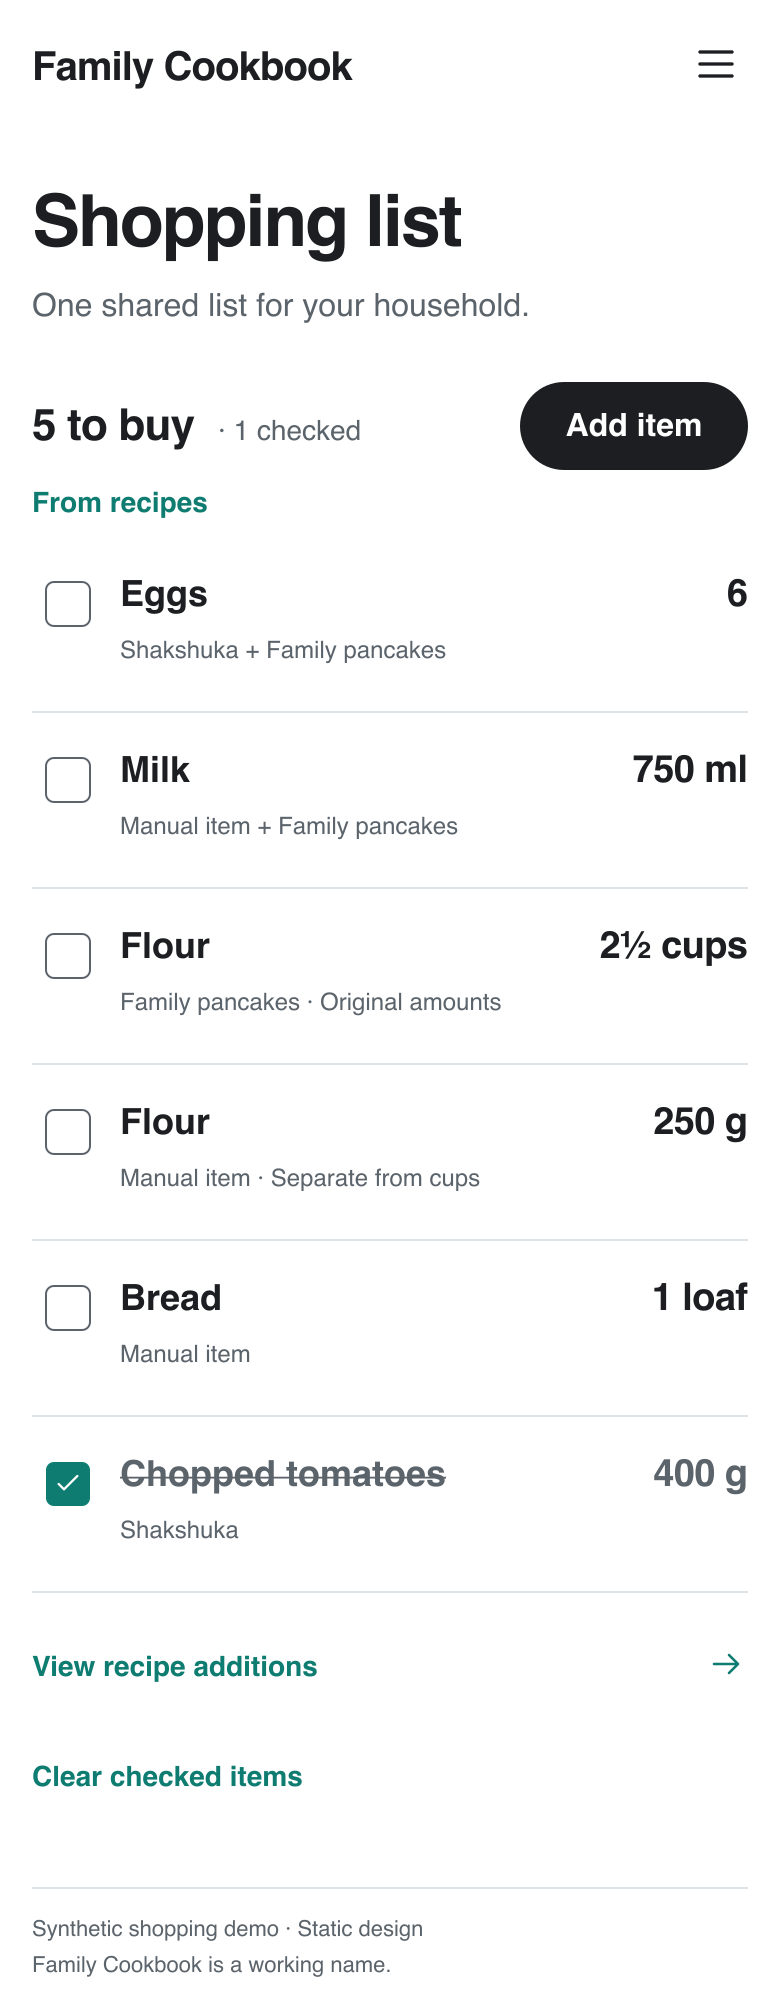 Family Cookbook
Shopping list
One shared list for your household.
5 to buy · 1 checked Add item
From recipes
Eggs 6
Shakshuka + Family pancakes
Milk 750 ml
Manual item + Family pancakes
Flour 2½ cups
Family pancakes · Original amounts
Flour 250 g
Manual item · Separate from cups
Bread 1 loaf
Manual item
Chopped tomatoes 400 g
Shakshuka
View recipe additions →
Clear checked items
Synthetic shopping demo · Static design
Family Cookbook is a working name.